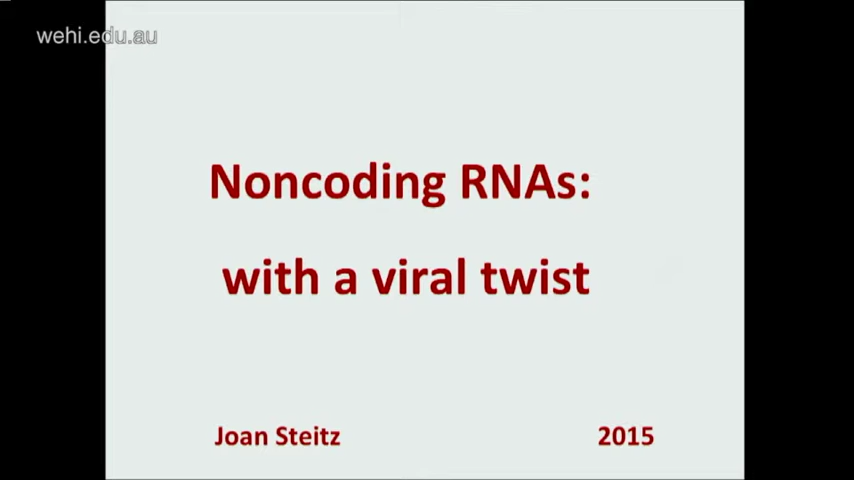 wehi.edu.au
Noncoding RNAs:
with a viral twist
Joan Steitz 2015